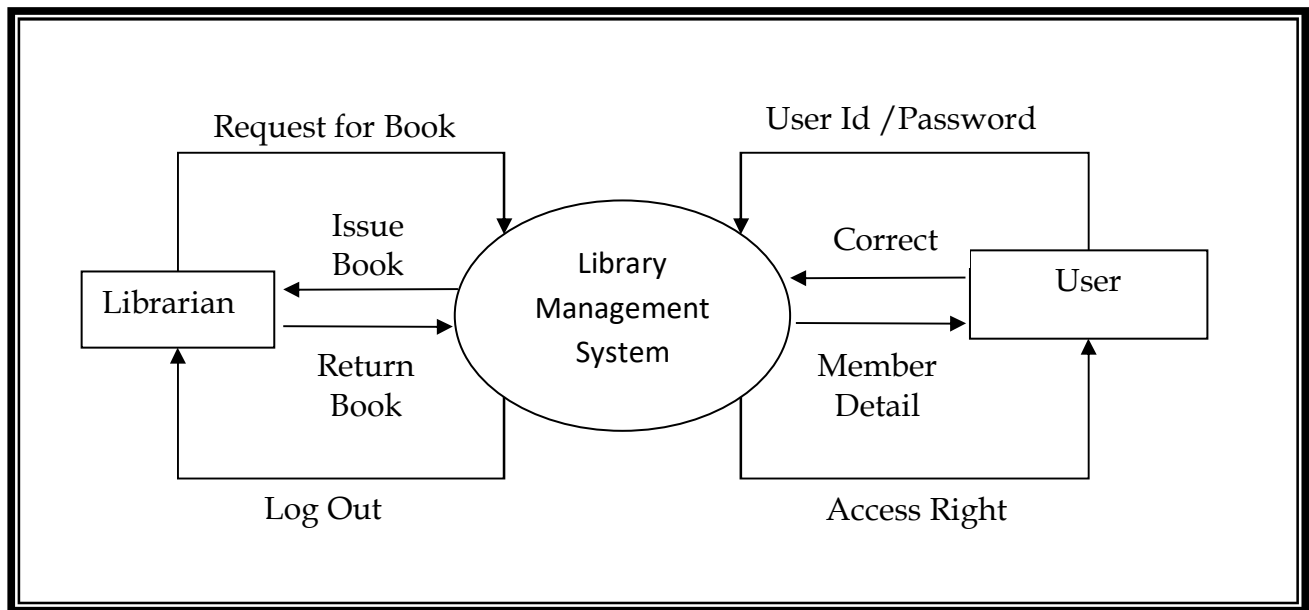 Request for Book
User Id /Password
Issue
Book
Correct
Librarian
Library
Management
System
User
Return
Book
Member
Detail
Log Out
Access Right